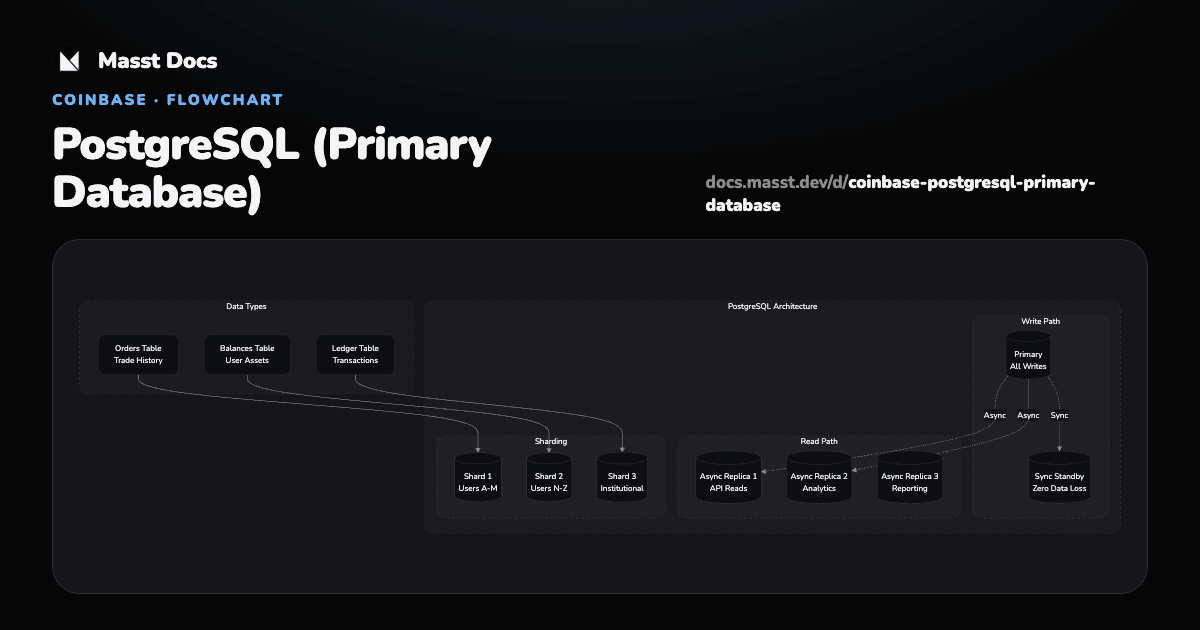 Masst Docs
COINBASE · FLOWCHART
PostgreSQL (Primary
Database)
docs.masst.dev/d/coinbase-postgresql-primary-
database
Data Types
Orders Table
Trade History
Balances Table
User Assets
Ledger Table
Transactions
PostgreSQL Architecture
Write Path
Primary
All Writes
Async
Async
Sync
Sharding
Shard 1
Users A-M
Shard 2
Users N-Z
Shard 3
Institutional
Read Path
Async Replica 1
API Reads
Async Replica 2
Analytics
Async Replica 3
Reporting
Sync Standby
Zero Data Loss